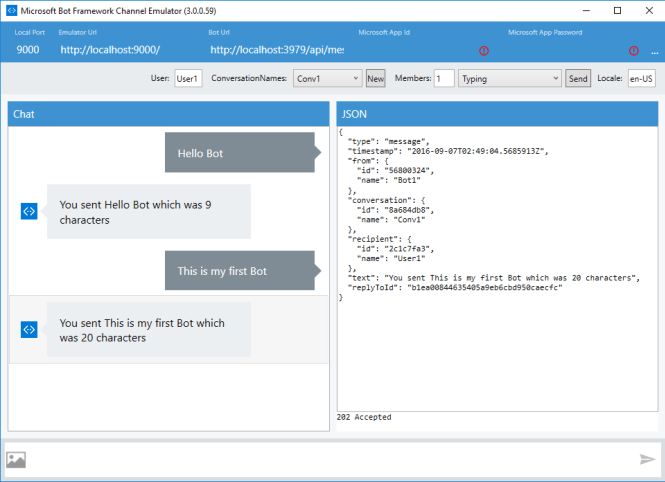 Microsoft Bot Framework Channel Emulator (3.0.0.59)
Local Port Emulator Url Bot Url Microsoft App Id Microsoft App Password
9000 http://localhost:9000/ http://localhost:3979/api/mes ...
User: User1 ConversationNames: Conv1 New Members: 1 Typing Send Locale: en-US
Chat
Hello Bot
You sent Hello Bot which was 9
characters
This is my first Bot
You sent This is my first Bot which
was 20 characters
JSON
{
"type": "message",
"timestamp": "2016-09-07T02:49:04.5685913Z",
"from": {
"id": "56800324",
"name": "Bot1"
},
"conversation": {
"id": "8a684db8",
"name": "Conv1"
},
"recipient": {
"id": "2c1c7fa3",
"name": "User1"
},
"text": "You sent This is my first Bot which was 20 characters",
"replyToId": "b1ea00844635405a9eb6cbd950caecfc"
}
202 Accepted